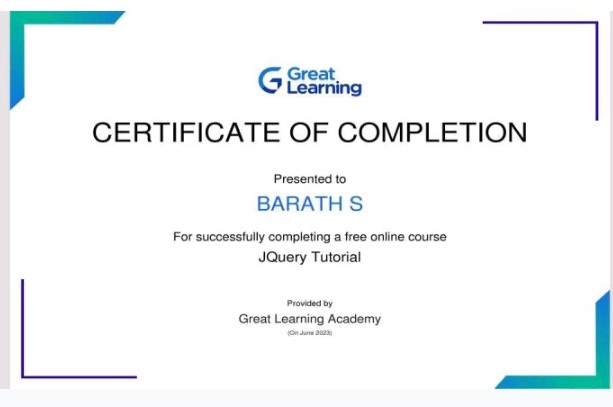 Great
Learning
CERTIFICATE OF COMPLETION
Presented to
BARATH S
For successfully completing a free online course
JQuery Tutorial
Provided by
Great Learning Academy
(On June 2023)